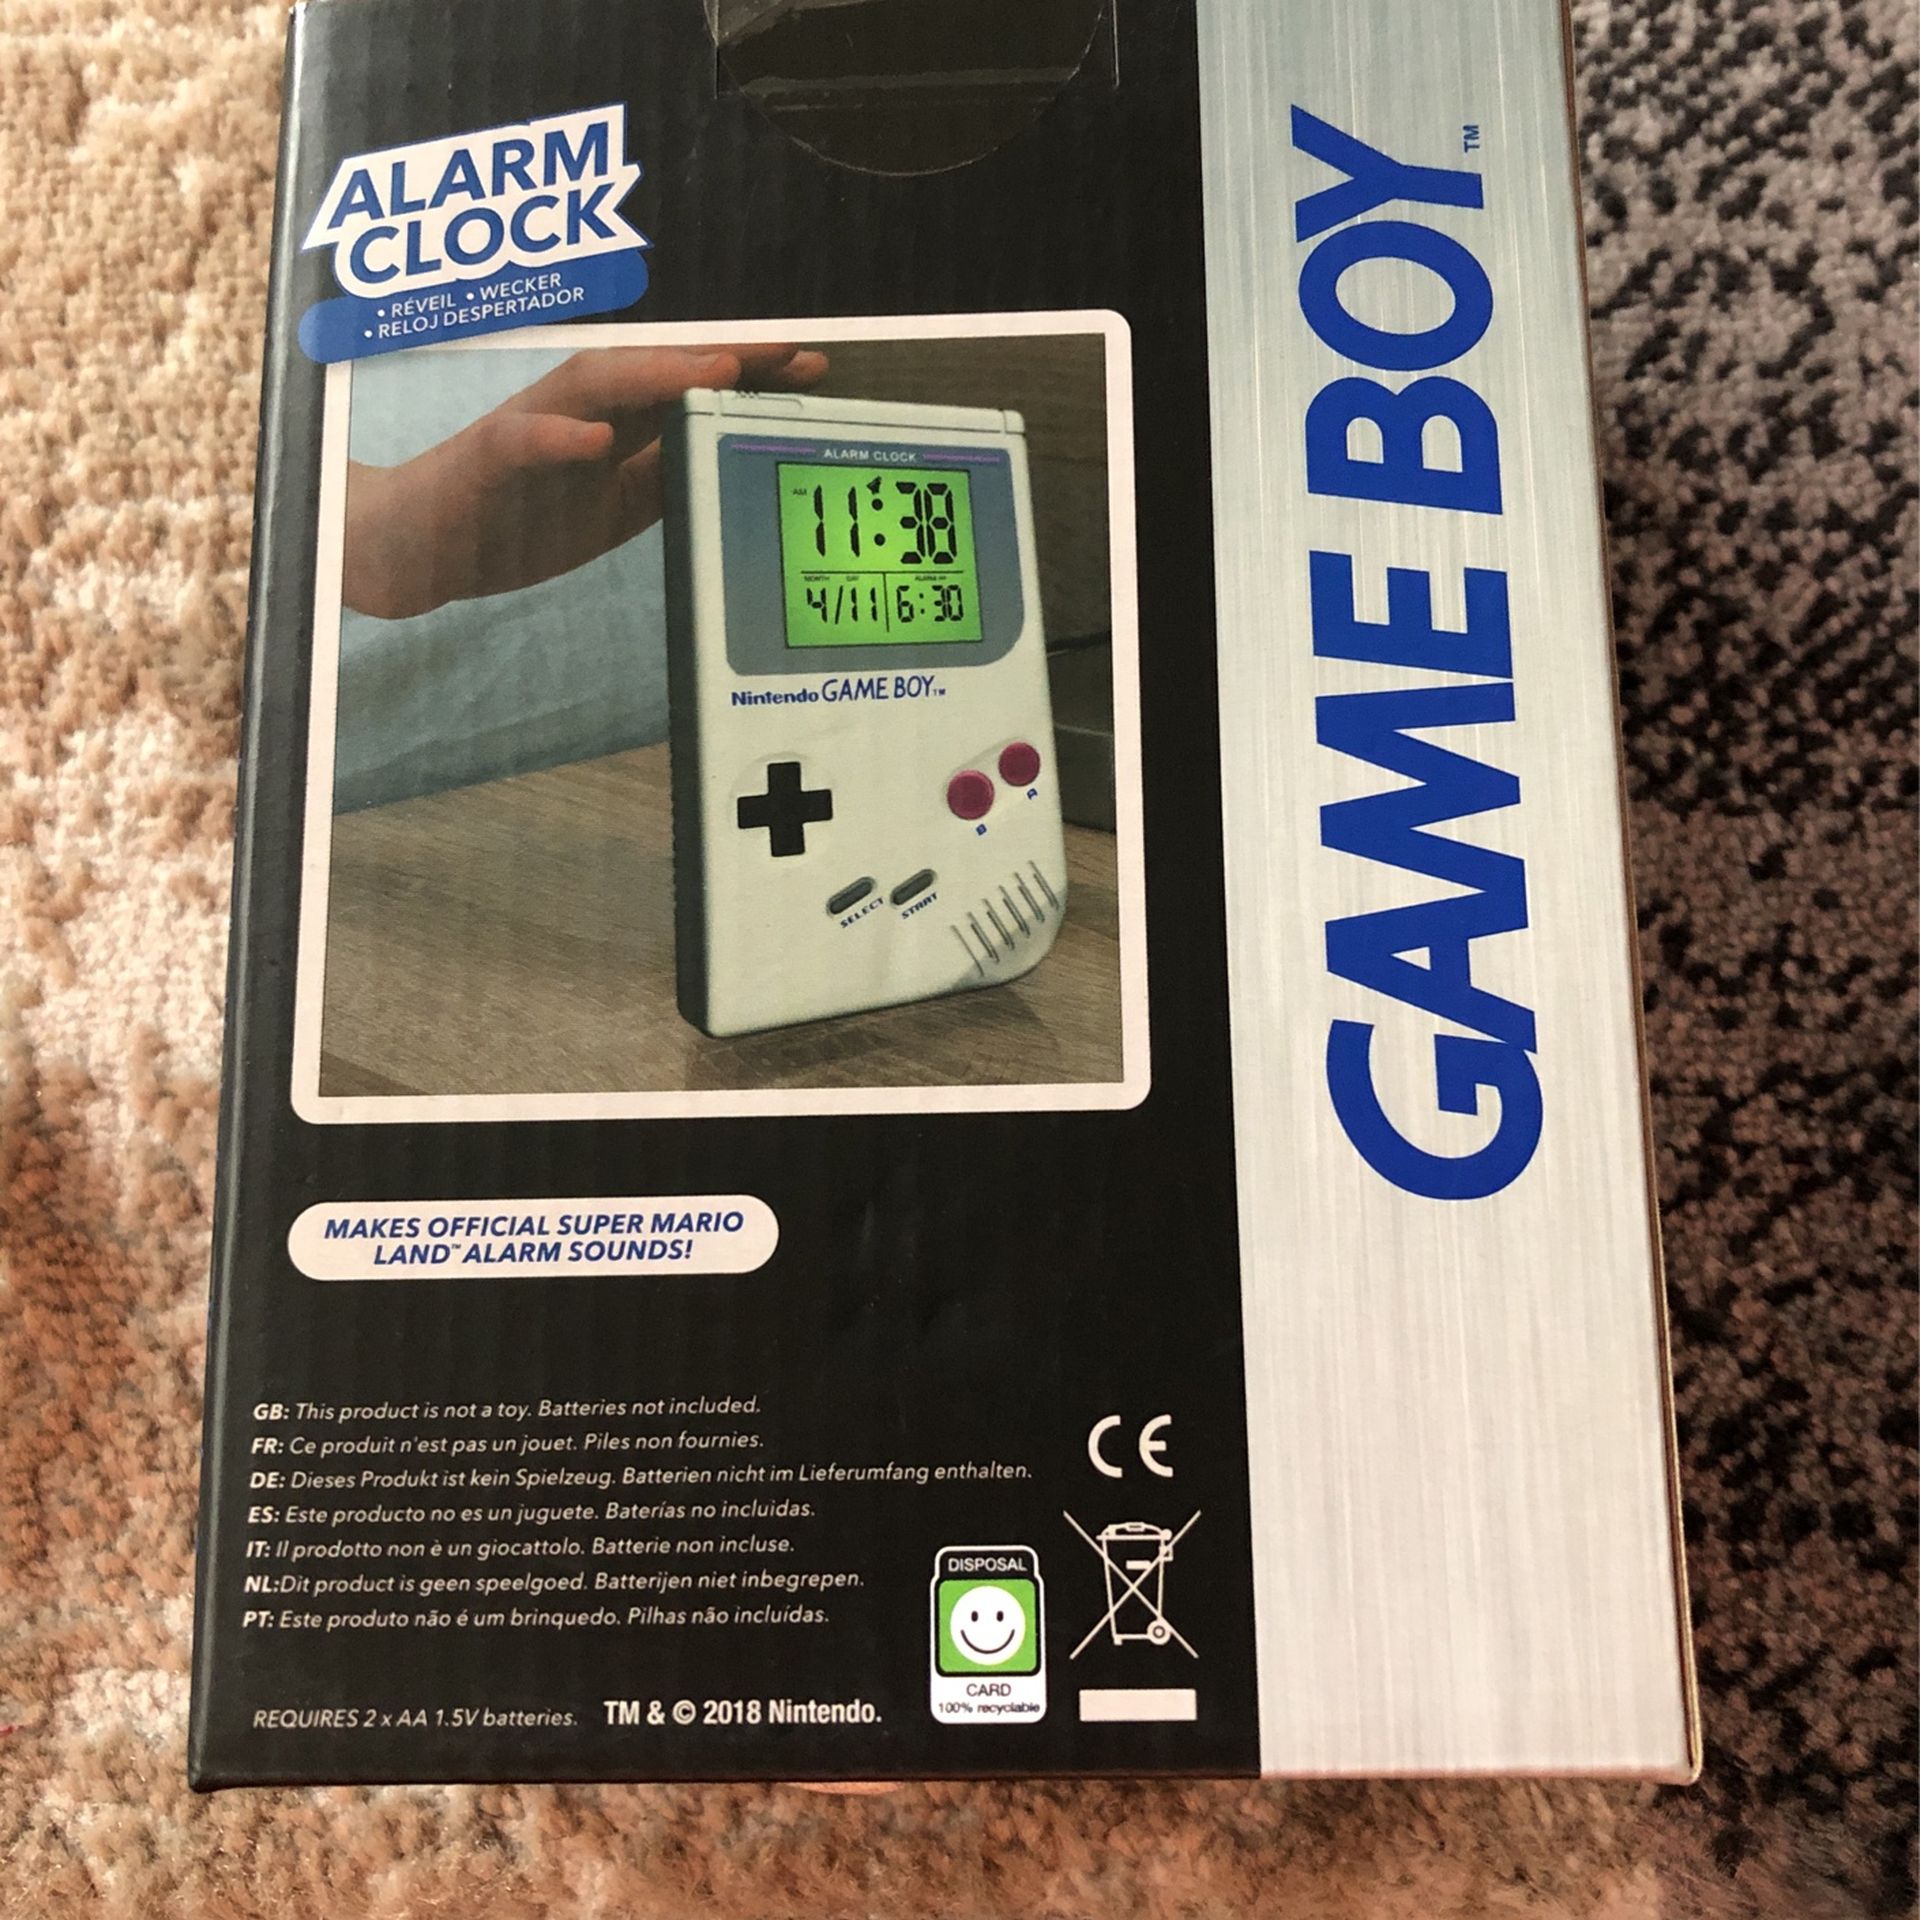 ALARM
CLOCK
• RÉVEIL • WECKER
• RELOJ DESPERTADOR
ALARM CLOCK
AM 11:38
MONTH DAY
4/11 6:30
Nintendo GAME BOY™
B A
SELECT START
MAKES OFFICIAL SUPER MARIO
LAND™ ALARM SOUNDS!
GB: This product is not a toy. Batteries not included.
FR: Ce produit n'est pas un jouet. Piles non fournies.
DE: Dieses Produkt ist kein Spielzeug. Batterien nicht im Lieferumfang enthalten.
ES: Este producto no es un juguete. Baterías no incluidas.
IT: Il prodotto non è un giocattolo. Batterie non incluse.
NL:Dit product is geen speelgoed. Batterijen niet inbegrepen.
PT: Este produto não é um brinquedo. Pilhas não incluídas.
REQUIRES 2 x AA 1.5V batteries. TM & © 2018 Nintendo.
DISPOSAL
CARD
100% recyclable
CE
GAME BOY™